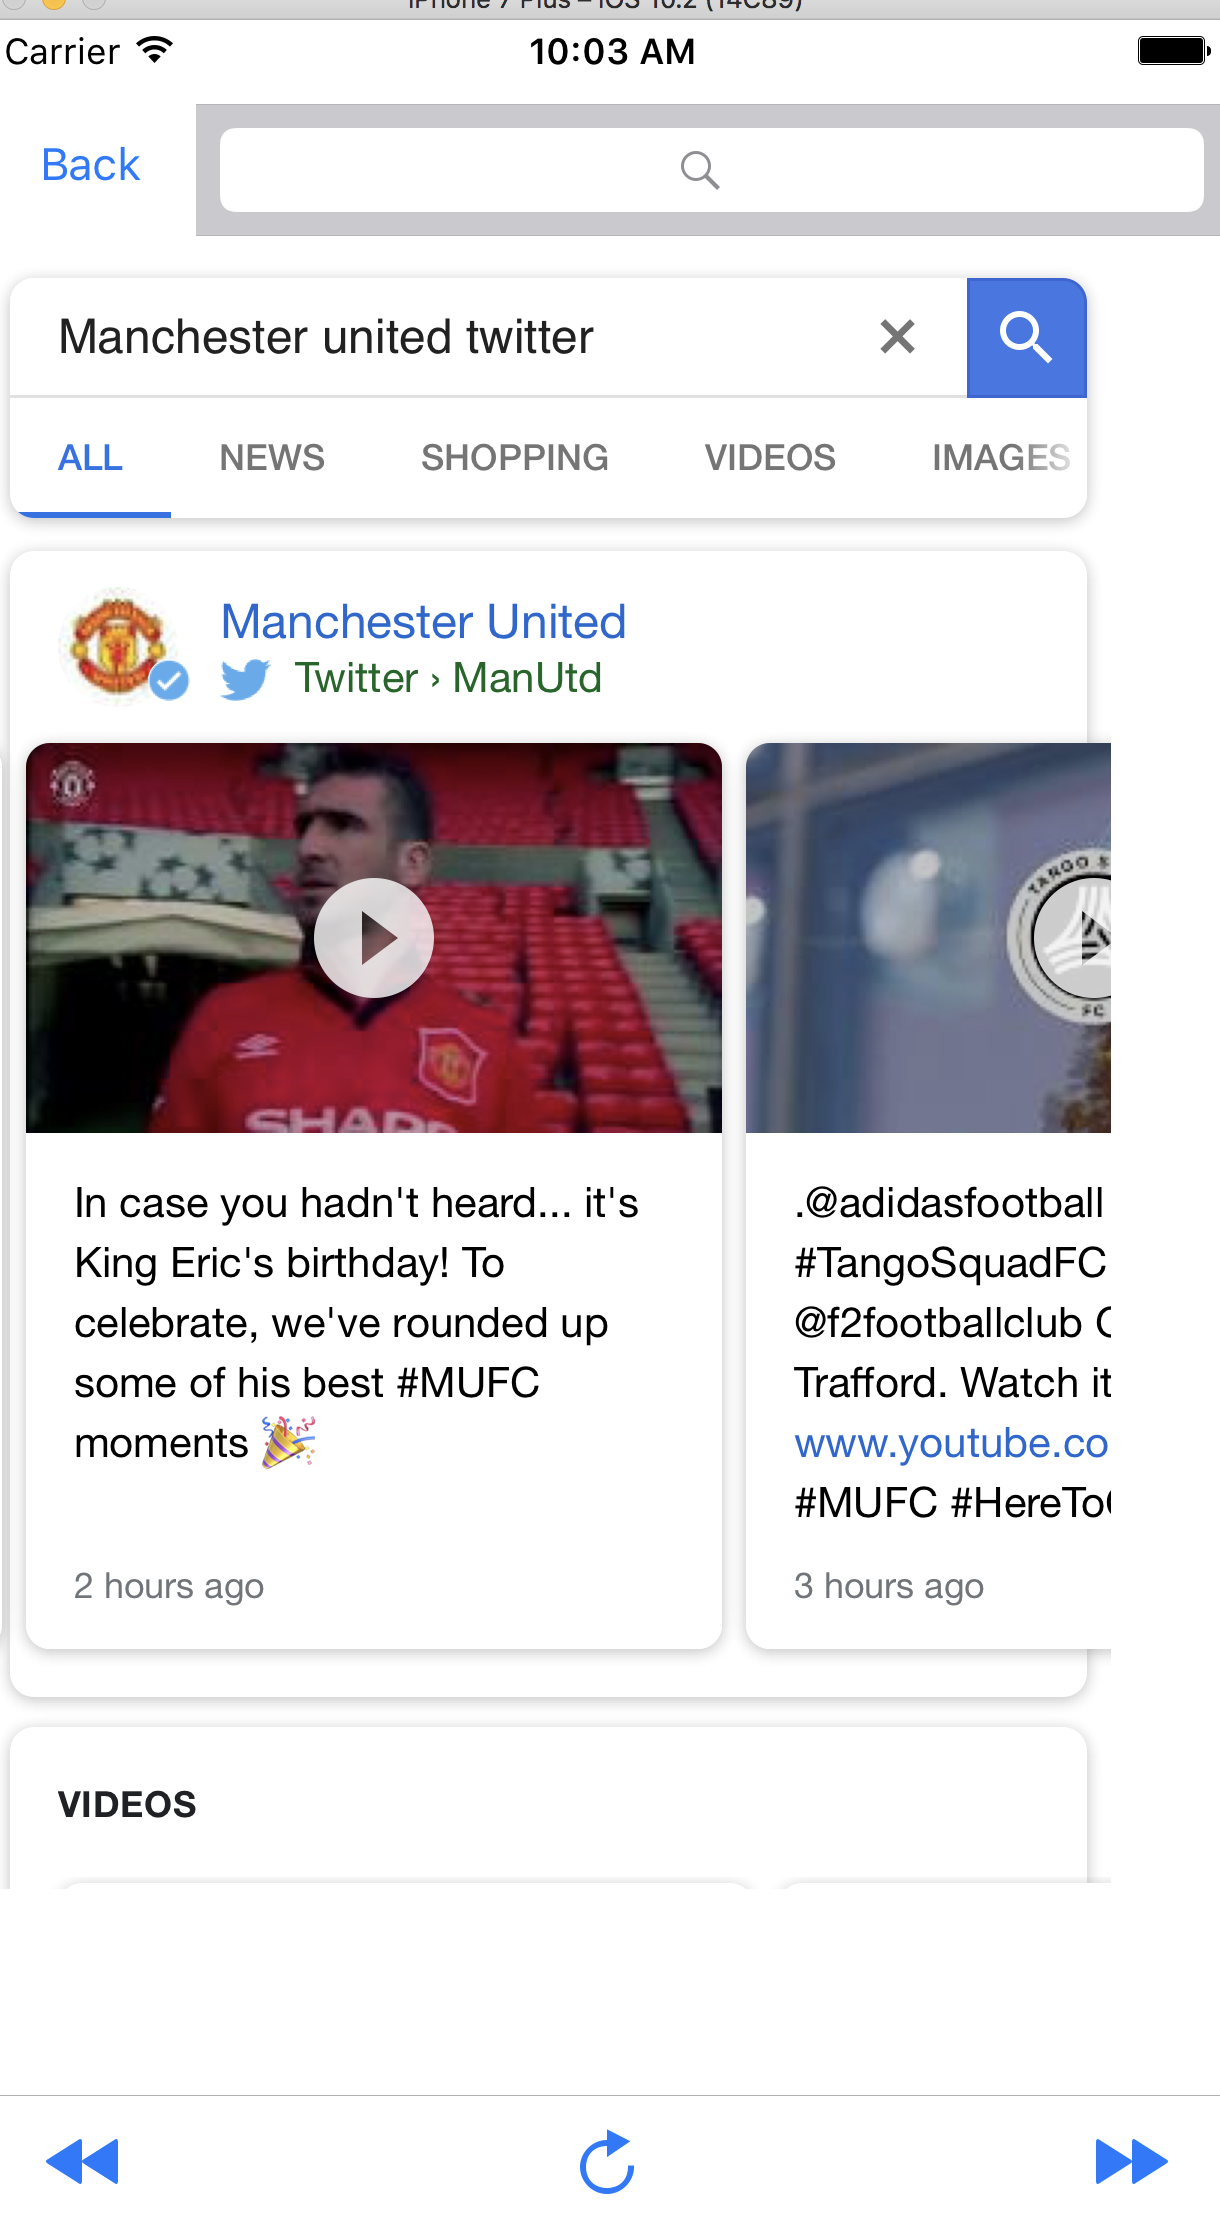 iPhone 7 Plus – iOS 10.2 (14C89)
Carrier 10:03 AM
Back
Manchester united twitter
ALL NEWS SHOPPING VIDEOS IMAGES
Manchester United
Twitter › ManUtd
SHARP
TANGO S
FC
In case you hadn't heard... it's
King Eric's birthday! To
celebrate, we've rounded up
some of his best #MUFC
moments 🎉
2 hours ago
.@adidasfootball
#TangoSquadFC
@f2footballclub
Trafford. Watch it
www.youtube.co
#MUFC #HereTo
3 hours ago
VIDEOS